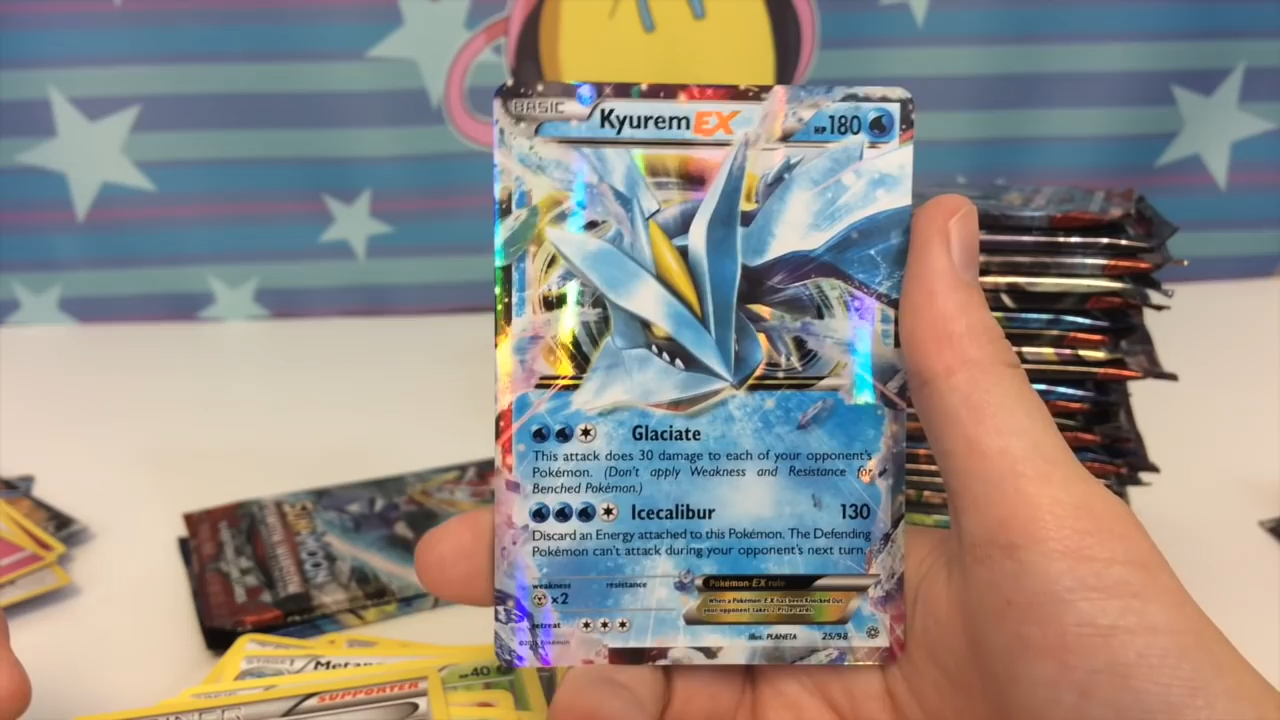 BASIC
Kyurem EX
HP 180
Glaciate
This attack does 30 damage to each of your opponent's
Pokémon. (Don't apply Weakness and Resistance for
Benched Pokémon.)
Icecalibur 130
Discard an Energy attached to this Pokémon. The Defending
Pokémon can't attack during your opponent's next turn.
weakness resistance
×2
Pokémon-EX rule
When a Pokémon-EX has been Knocked Out,
your opponent takes 2 Prize cards.
retreat
illus. PLANETA 25/98
STAGE1
SUPPORTER
40